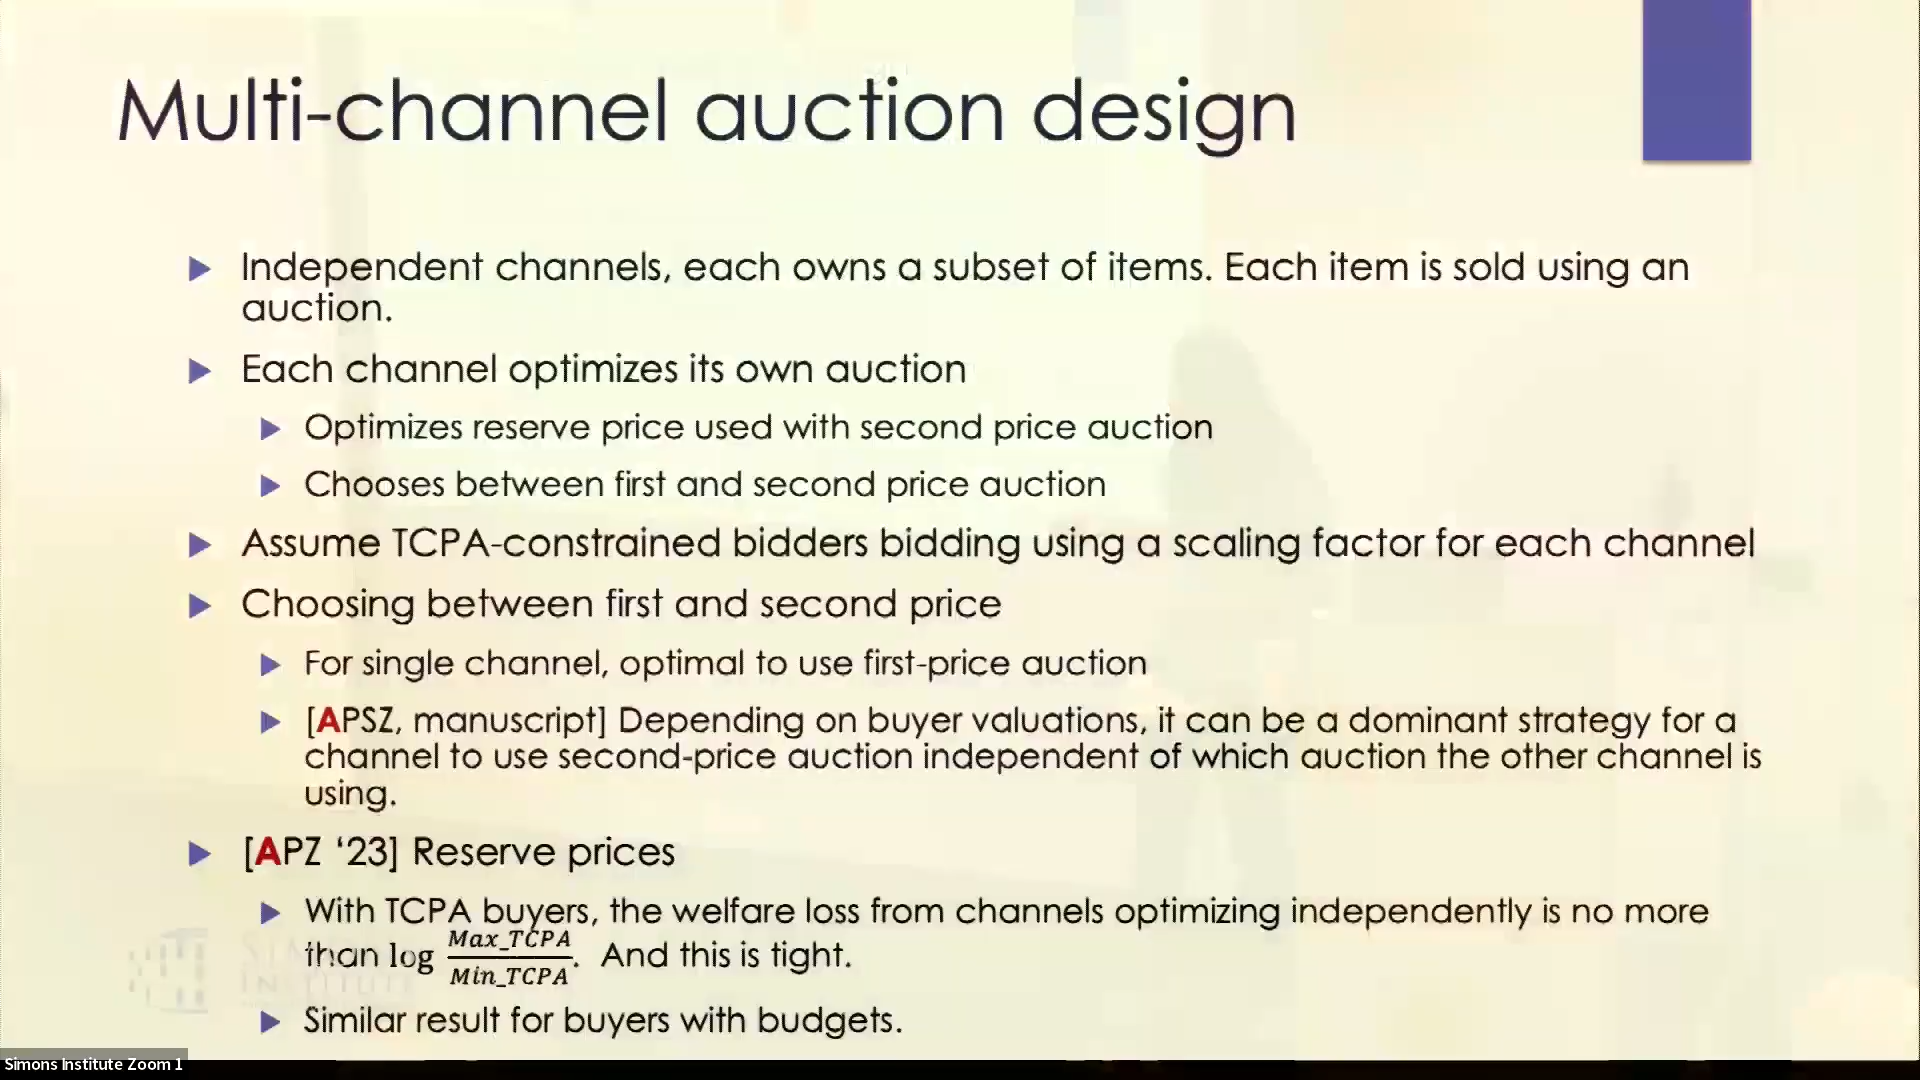 Multi-channel auction design
Independent channels, each owns a subset of items. Each item is sold using an
auction.
Each channel optimizes its own auction
Optimizes reserve price used with second price auction
Chooses between first and second price auction
Assume TCPA-constrained bidders bidding using a scaling factor for each channel
Choosing between first and second price
For single channel, optimal to use first-price auction
[APSZ, manuscript] Depending on buyer valuations, it can be a dominant strategy for a
channel to use second-price auction independent of which auction the other channel is
using.
[APZ ‘23] Reserve prices
With TCPA buyers, the welfare loss from channels optimizing independently is no more
than log Max_TCPA/Min_TCPA. And this is tight.
Similar result for buyers with budgets.
SIMONS
INSTITUTE
Simons Institute Zoom 1